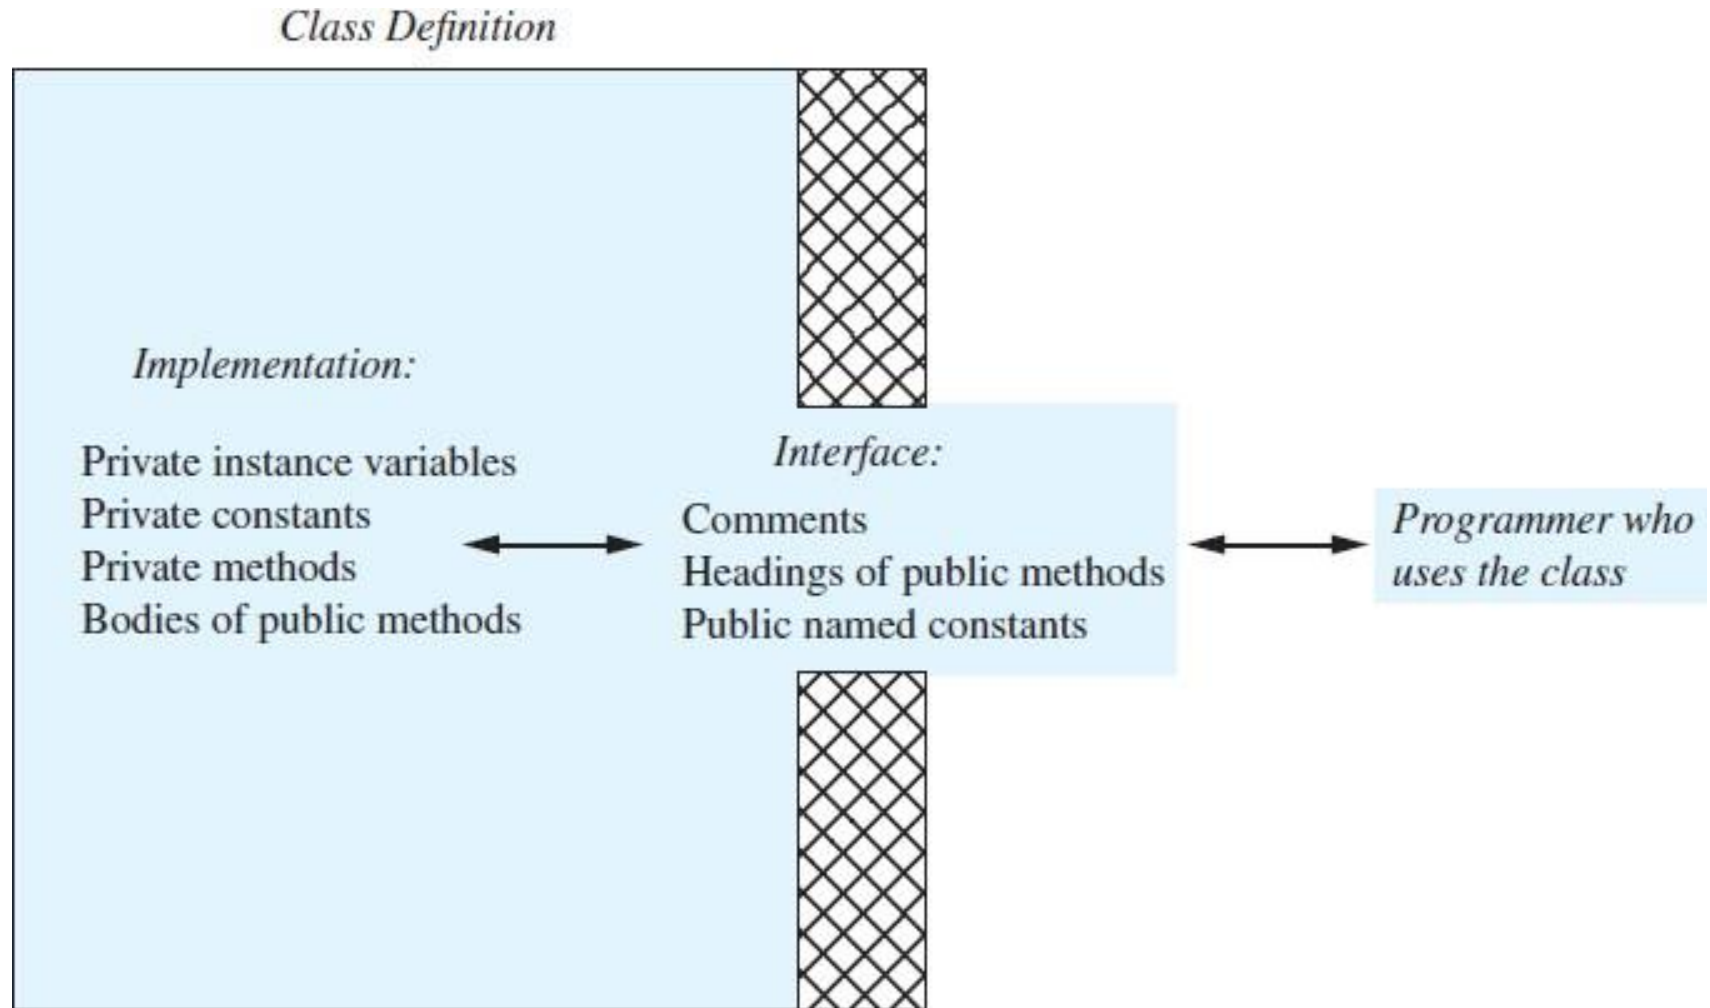 Class Definition
Implementation:
Private instance variables
Private constants
Private methods
Bodies of public methods
Interface:
Comments
Headings of public methods
Public named constants
Programmer who
uses the class